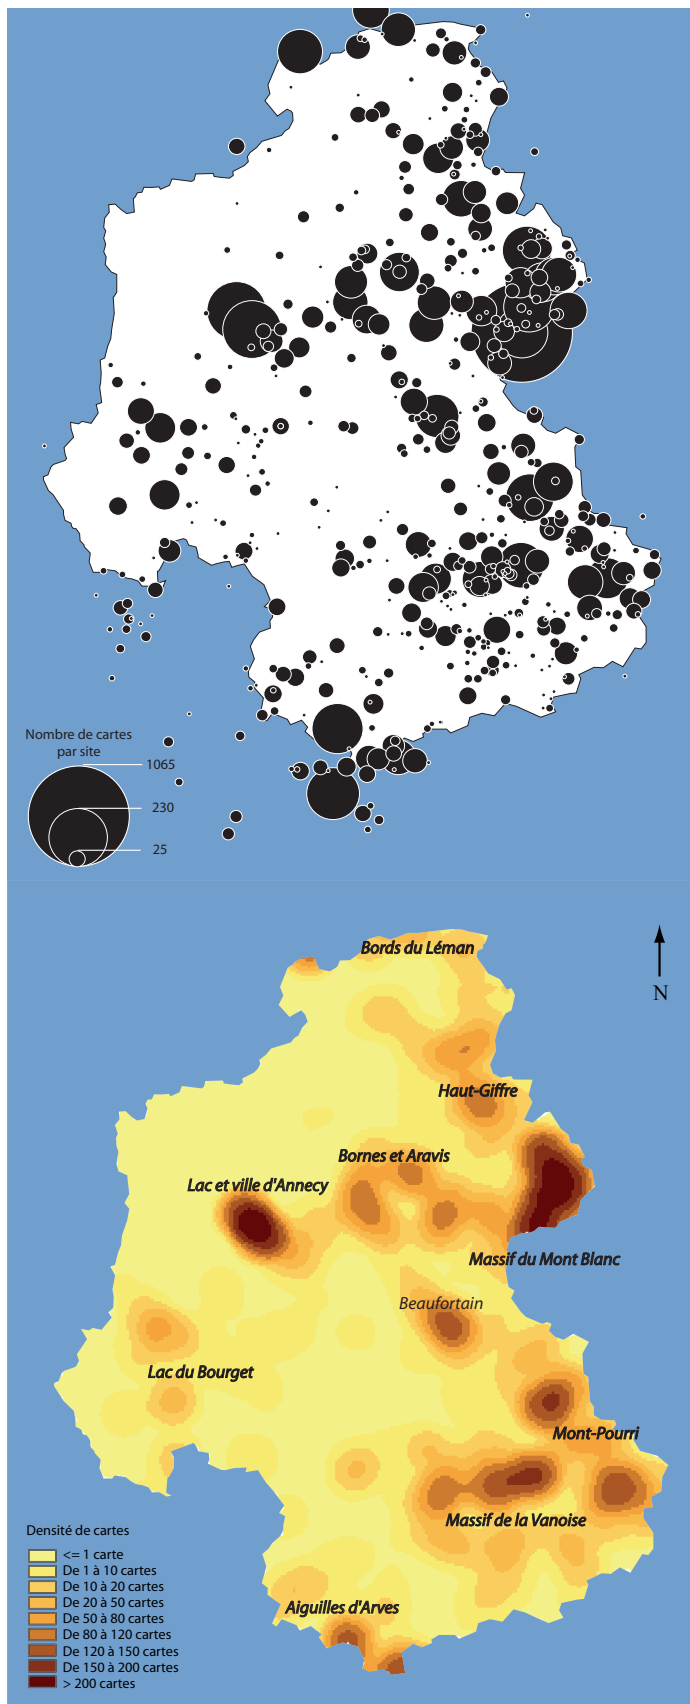 Nombre de cartes
par site
1065
230
25
N
Bords du Léman
Haut-Giffre
Bornes et Aravis
Lac et ville d'Annecy
Massif du Mont Blanc
Beaufortain
Lac du Bourget
Mont-Pourri
Massif de la Vanoise
Aiguilles d'Arves
Densité de cartes
<= 1 carte
De 1 à 10 cartes
De 10 à 20 cartes
De 20 à 50 cartes
De 50 à 80 cartes
De 80 à 120 cartes
De 120 à 150 cartes
De 150 à 200 cartes
> 200 cartes